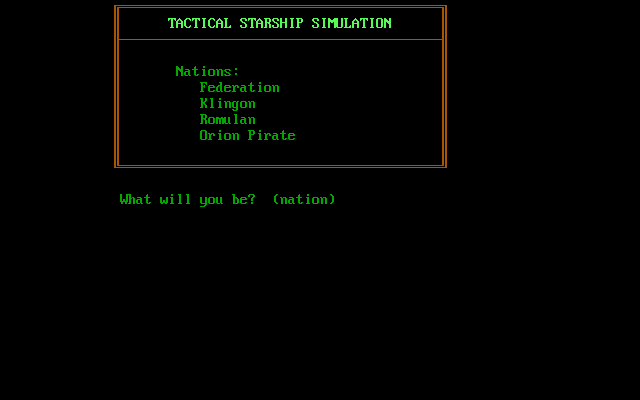 TACTICAL STARSHIP SIMULATION
Nations:
Federation
Klingon
Romulan
Orion Pirate
What will you be?  (nation)